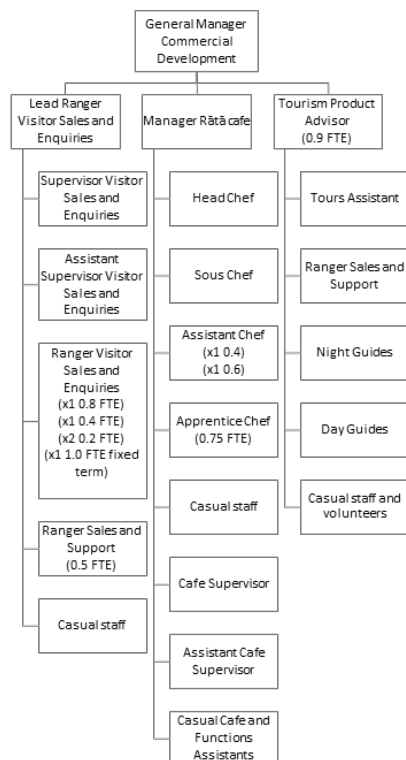 General Manager
Commercial
Development
Lead Ranger
Visitor Sales and
Enquiries
Supervisor Visitor
Sales and
Enquiries
Assistant
Supervisor Visitor
Sales and
Enquiries
Ranger Visitor
Sales and
Enquiries
(x1 0.8 FTE)
(x1 0.4 FTE)
(x2 0.2 FTE)
(x1 1.0 FTE fixed
term)
Ranger Sales and
Support
(0.5 FTE)
Casual staff
Manager Rātā cafe
Head Chef
Sous Chef
Assistant Chef
(x1 0.4)
(x1 0.6)
Apprentice Chef
(0.75 FTE)
Casual staff
Cafe Supervisor
Assistant Cafe
Supervisor
Casual Cafe and
Functions
Assistants
Tourism Product
Advisor
(0.9 FTE)
Tours Assistant
Ranger Sales and
Support
Night Guides
Day Guides
Casual staff and
volunteers